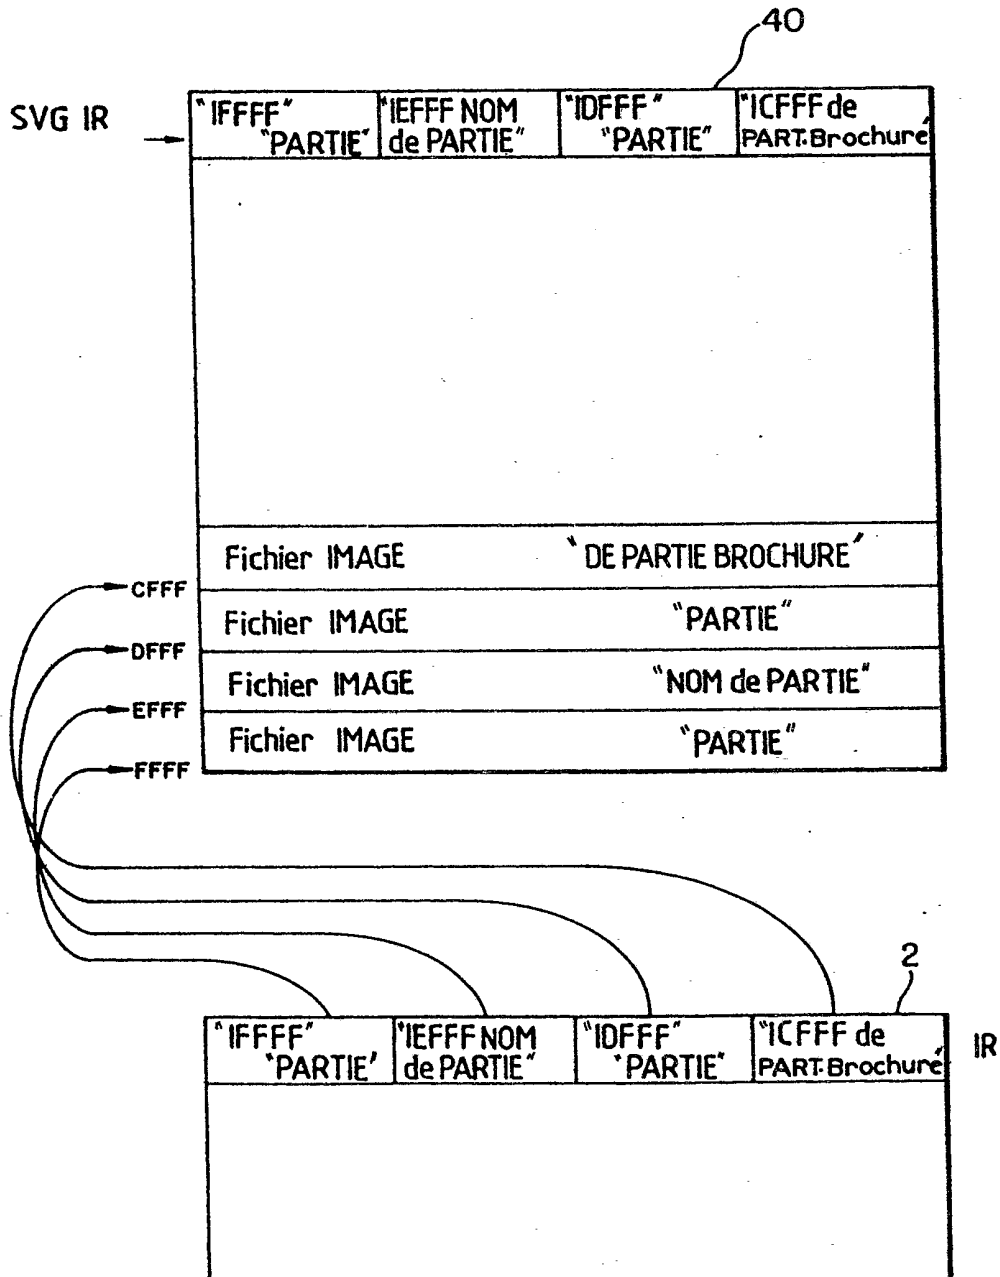 40
SVG IR
"IFFFF" "IEFFF NOM "IDFFF" "ICFFF de
"PARTIE" de PARTIE" "PARTIE" PART.Brochure"
Fichier IMAGE "DE PARTIE BROCHURE"
CFFF
Fichier IMAGE "PARTIE"
DFFF
Fichier IMAGE "NOM de PARTIE"
EFFF
Fichier IMAGE "PARTIE"
FFFF
2
"IFFFF" "IEFFF NOM "IDFFF" "ICFFF de
"PARTIE" de PARTIE" "PARTIE" PART.Brochure"
IR